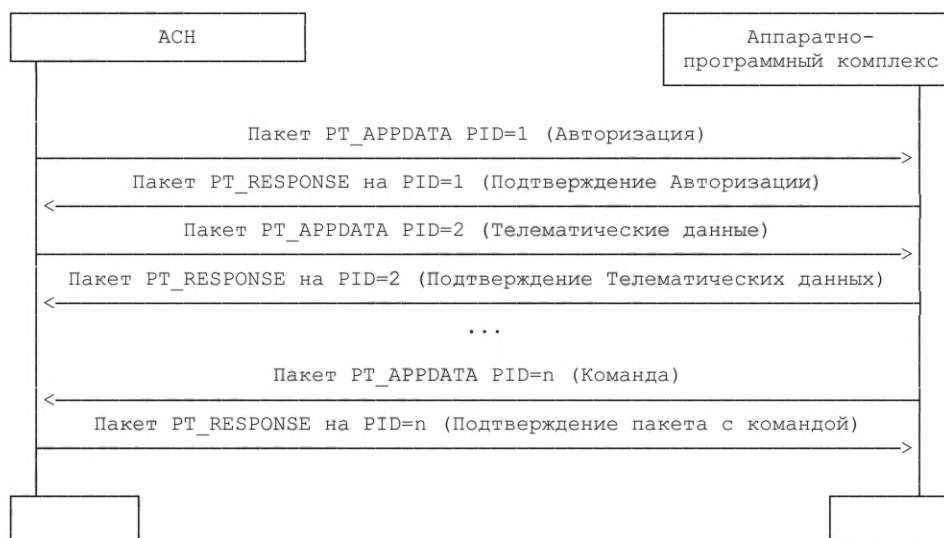 АСН
Аппаратно-
программный комплекс
Пакет PT_APPDATA PID=1 (Авторизация)
Пакет PT_RESPONSE на PID=1 (Подтверждение Авторизации)
Пакет PT_APPDATA PID=2 (Телематические данные)
Пакет PT_RESPONSE на PID=2 (Подтверждение Телематических данных)
...
Пакет PT_APPDATA PID=n (Команда)
Пакет PT_RESPONSE на PID=n (Подтверждение пакета с командой)